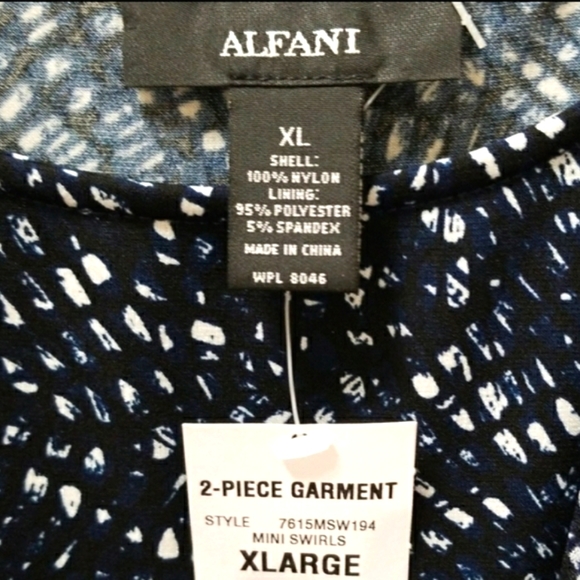 ALFANI
XL
SHELL:
100% NYLON
LINING:
95% POLYESTER
5% SPANDEX
MADE IN CHINA
WPL 8046
2-PIECE GARMENT
STYLE 7615MSW194
MINI SWIRLS
XLARGE